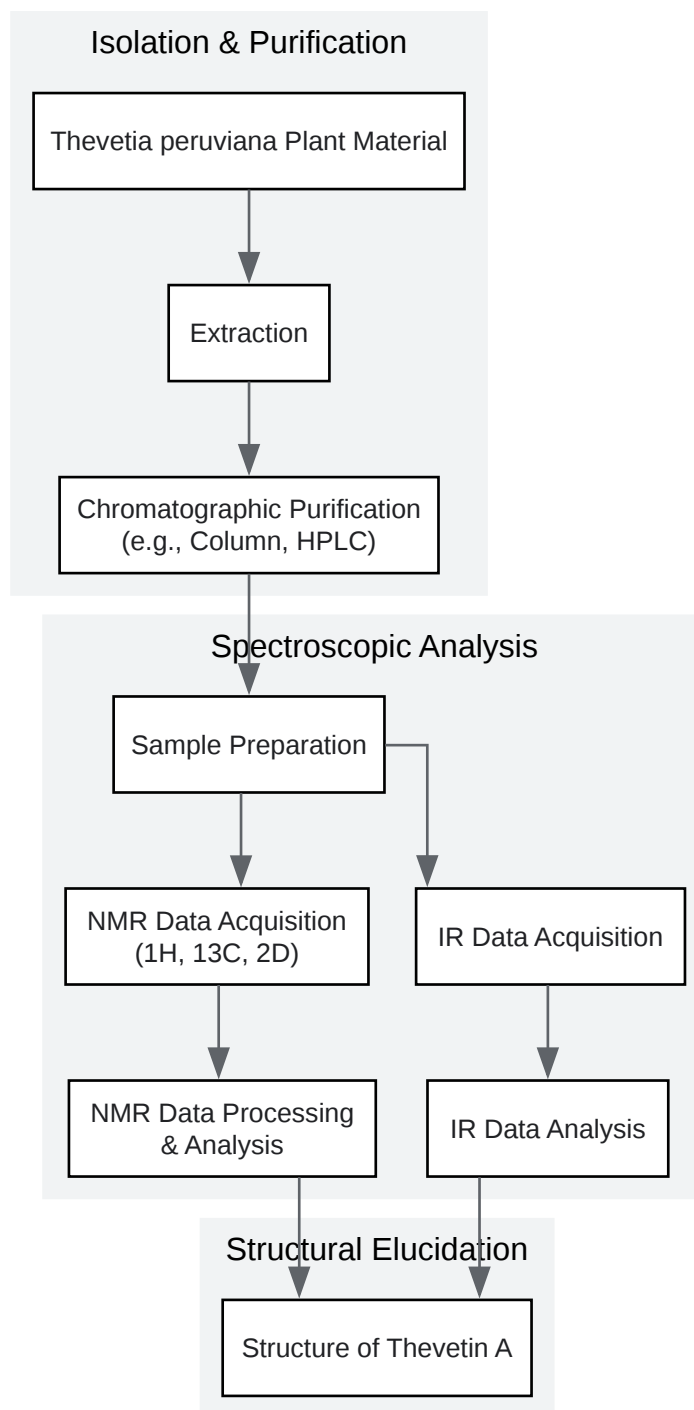 Isolation & Purification
Thevetia peruviana Plant Material
Extraction
Chromatographic Purification
(e.g., Column, HPLC)
Spectroscopic Analysis
Sample Preparation
NMR Data Acquisition
(1H, 13C, 2D)
IR Data Acquisition
NMR Data Processing
& Analysis
IR Data Analysis
Structural Elucidation
Structure of Thevetin A